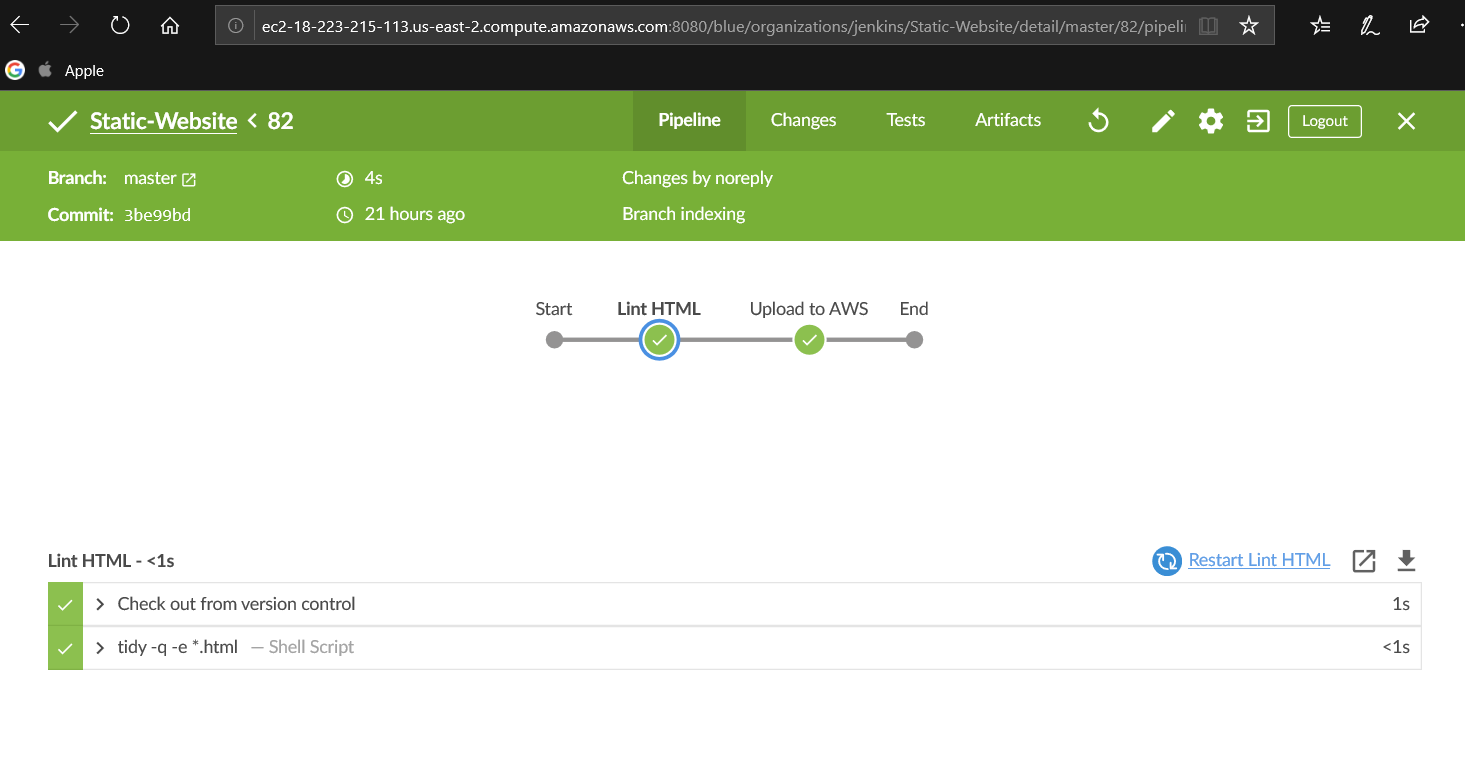 ec2-18-223-215-113.us-east-2.compute.amazonaws.com:8080/blue/organizations/jenkins/Static-Website/detail/master/82/pipeli
Apple
Static-Website < 82 Pipeline Changes Tests Artifacts Logout
Branch: master 4s Changes by noreply
Commit: 3be99bd 21 hours ago Branch indexing
Start Lint HTML Upload to AWS End
Lint HTML - <1s Restart Lint HTML
Check out from version control 1s
tidy -q -e *.html — Shell Script <1s